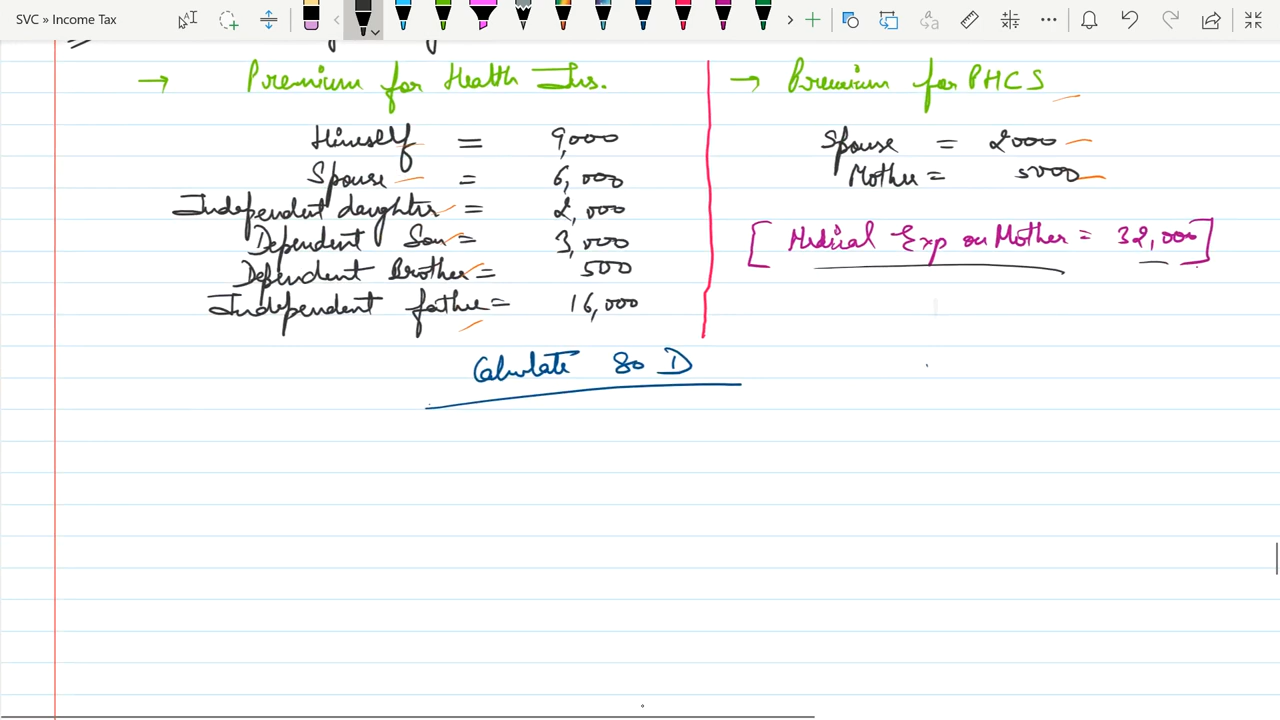 SVC » Income Tax
→ Premium for Health Ins.
Himself = 9,000
Spouse = 6,000
Independent daughter = 2,000
Dependent Son = 3,000
Dependent Brother = 500
Independent father = 16,000
→ Premium for PHCS
Spouse = 2000
Mother = 5000
[ Medical Exp on Mother = 32,000 ]
Calculate 80 D